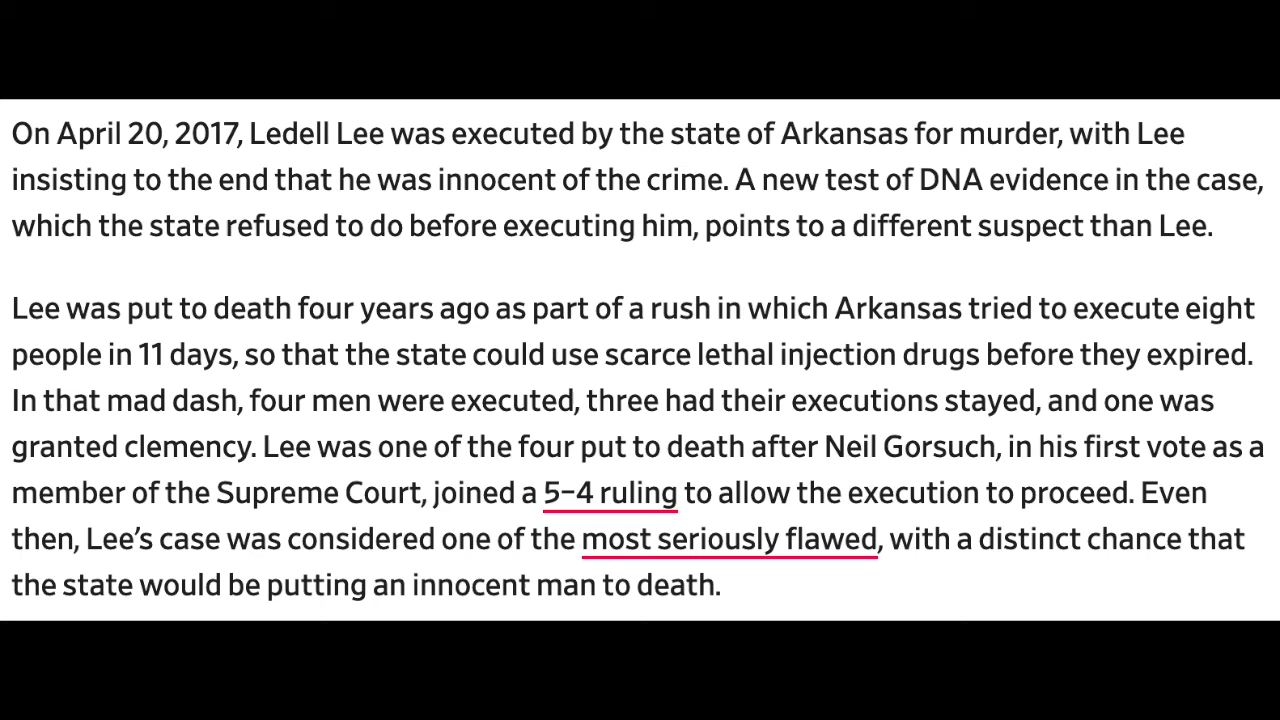 On April 20, 2017, Ledell Lee was executed by the state of Arkansas for murder, with Lee
insisting to the end that he was innocent of the crime. A new test of DNA evidence in the case,
which the state refused to do before executing him, points to a different suspect than Lee.
Lee was put to death four years ago as part of a rush in which Arkansas tried to execute eight
people in 11 days, so that the state could use scarce lethal injection drugs before they expired.
In that mad dash, four men were executed, three had their executions stayed, and one was
granted clemency. Lee was one of the four put to death after Neil Gorsuch, in his first vote as a
member of the Supreme Court, joined a 5–4 ruling to allow the execution to proceed. Even
then, Lee’s case was considered one of the most seriously flawed, with a distinct chance that
the state would be putting an innocent man to death.